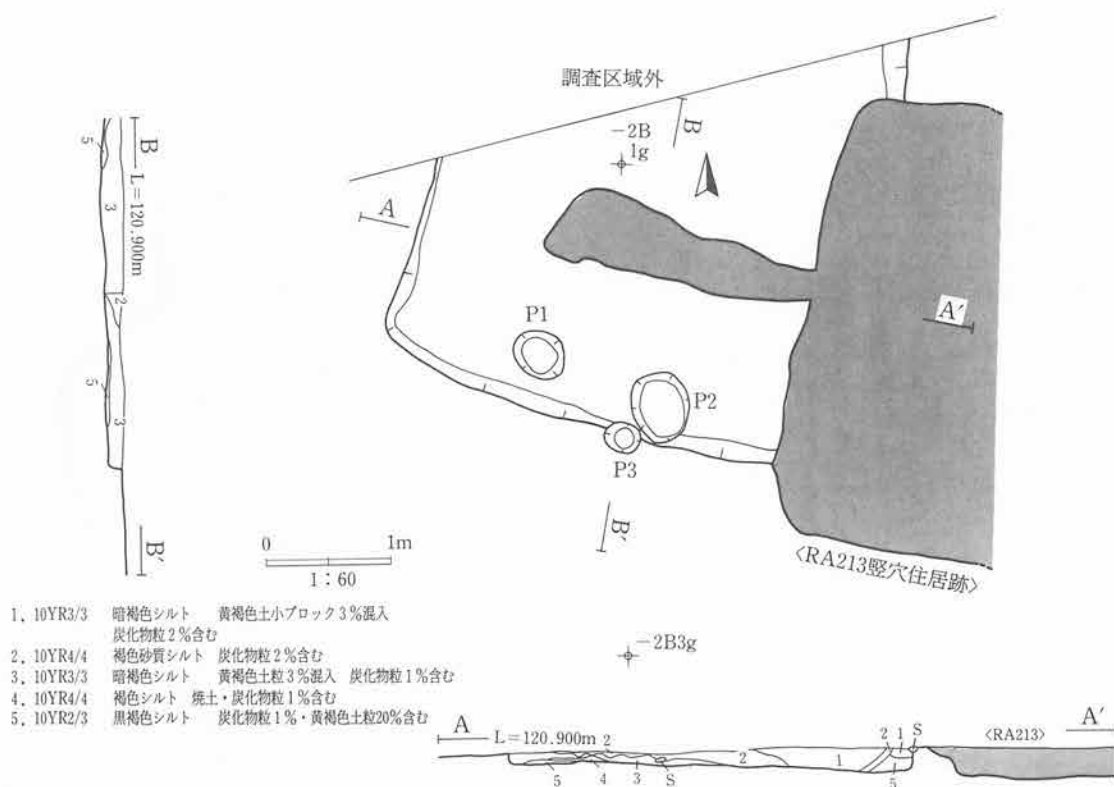 調査区域外
B
-2B
1g
A
B
5
L=120.900m
3
2
5
3
B'
P1
P2
P3
A'
B'
0 1m
1:60
〈RA213竪穴住居跡〉
1. 10YR3/3 暗褐色シルト 黄褐色土小ブロック3%混入
炭化物粒2%含む
2. 10YR4/4 褐色砂質シルト 炭化物粒2%含む
3. 10YR3/3 暗褐色シルト 黄褐色土粒3%混入 炭化物粒1%含む
4. 10YR4/4 褐色シルト 焼土・炭化物粒1%含む
5. 10YR2/3 黒褐色シルト 炭化物粒1%・黄褐色土粒20%含む
-2B3g
A A'
L=120.900m 2 2 1 S 〈RA213〉
2 1
5 4 3 S 5